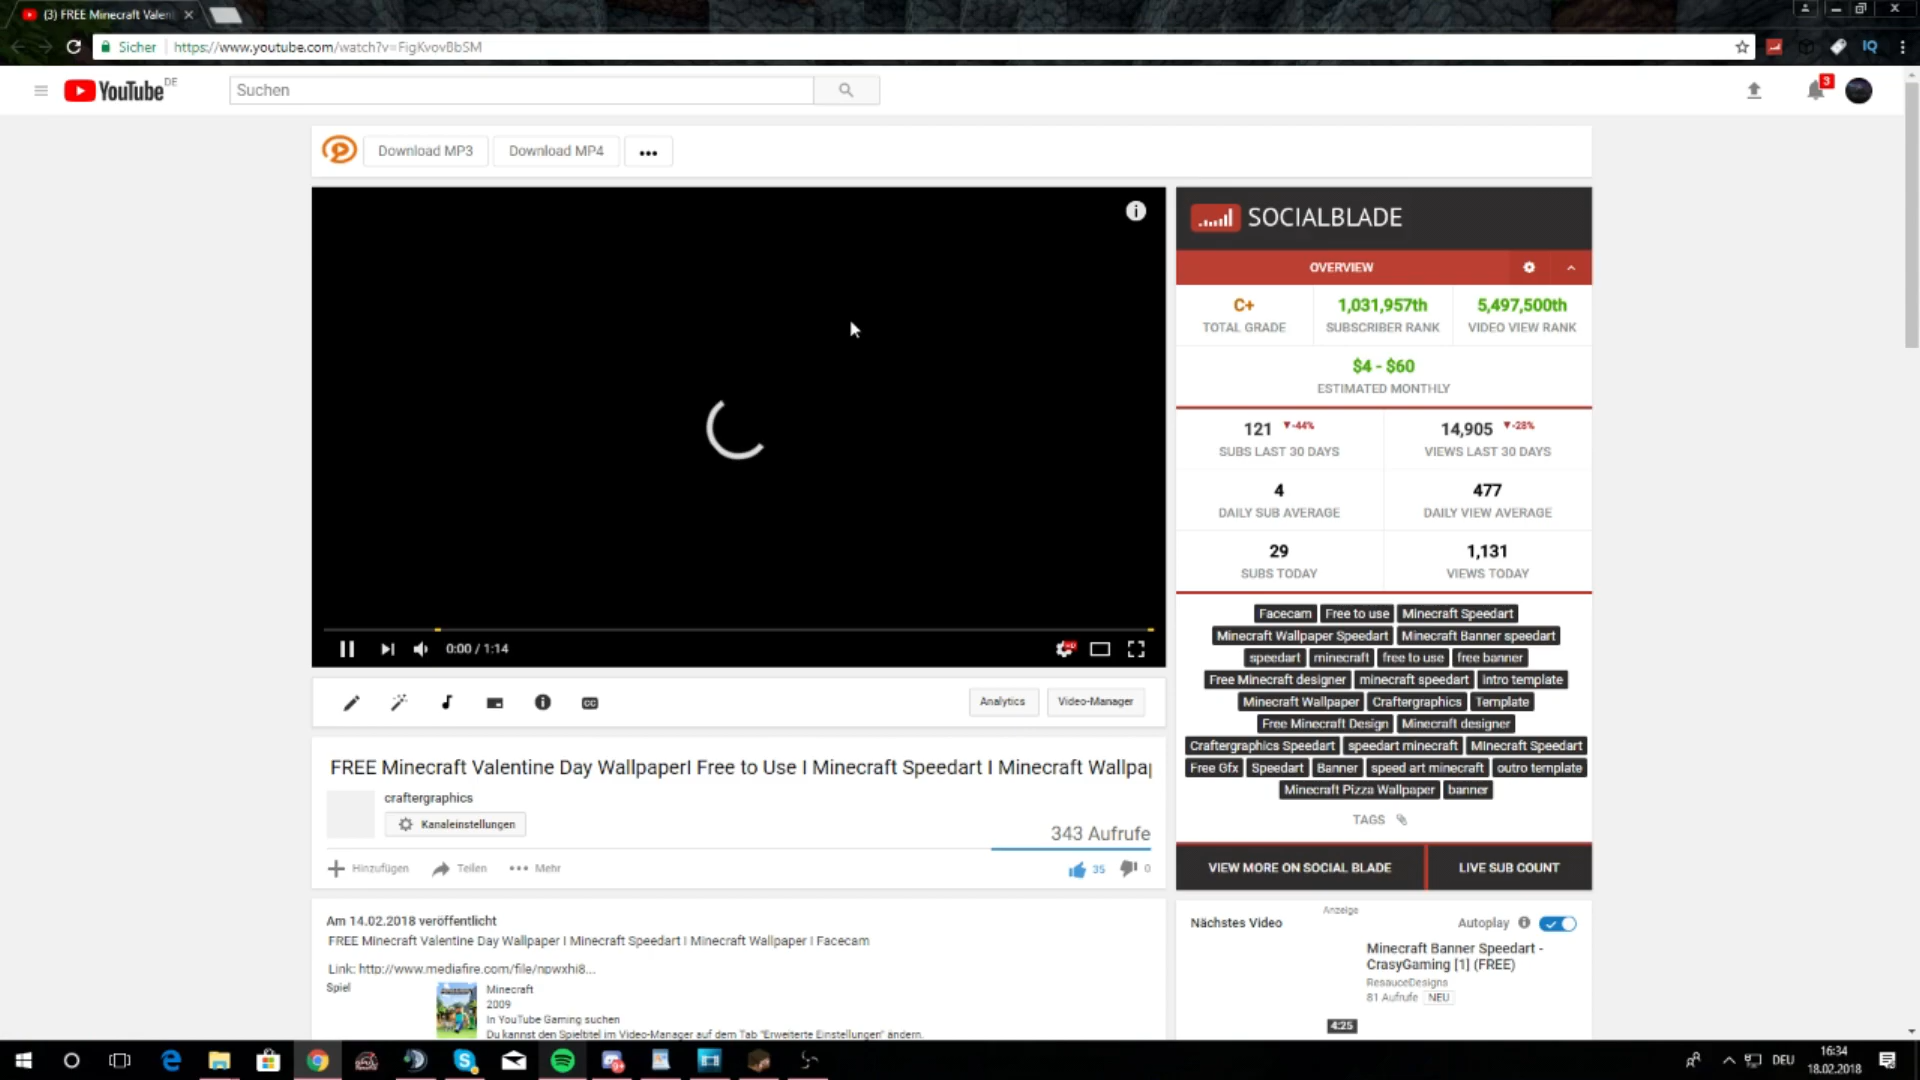 (3) FREE Minecraft Valen
Sicher https://www.youtube.com/watch?v=FigKvovBbSM
IQ
YouTube DE
Suchen
3
Download MP3 Download MP4 •••
SOCIALBLADE
OVERVIEW
C+ 1,031,957th 5,497,500th
TOTAL GRADE SUBSCRIBER RANK VIDEO VIEW RANK
$4 - $60
ESTIMATED MONTHLY
121 ▼-44% 14,905 ▼-28%
SUBS LAST 30 DAYS VIEWS LAST 30 DAYS
4 477
DAILY SUB AVERAGE DAILY VIEW AVERAGE
29 1,131
SUBS TODAY VIEWS TODAY
Facecam Free to use Minecraft Speedart
Minecraft Wallpaper Speedart Minecraft Banner speedart
speedart minecraft free to use free banner
Free Minecraft designer minecraft speedart intro template
Minecraft Wallpaper Craftergraphics Template
Free Minecraft Design Minecraft designer
Craftergraphics Speedart speedart minecraft MInecraft Speedart
Free Gfx Speedart Banner speed art minecraft outro template
Minecraft Pizza Wallpaper banner
TAGS
VIEW MORE ON SOCIAL BLADE LIVE SUB COUNT
0:00 / 1:14
HD
CC
Analytics Video-Manager
FREE Minecraft Valentine Day WallpaperI Free to Use I Minecraft Speedart I Minecraft Wallpa
craftergraphics
Kanaleinstellungen
343 Aufrufe
Hinzufügen Teilen ••• Mehr
35 0
Am 14.02.2018 veröffentlicht
FREE Minecraft Valentine Day Wallpaper I Minecraft Speedart I Minecraft Wallpaper I Facecam
Link: http://www.mediafire.com/file/npwxhi8...
Spiel
Minecraft
2009
In YouTube Gaming suchen
Du kannst den Spieltitel im Video-Manager auf dem Tab "Erweiterte Einstellungen" ändern.
Anzeige
Nächstes Video Autoplay
Minecraft Banner Speedart -
CrasyGaming [1] (FREE)
ResauceDesigns
81 Aufrufe NEU
4:25
DEU
16:34
18.02.2018